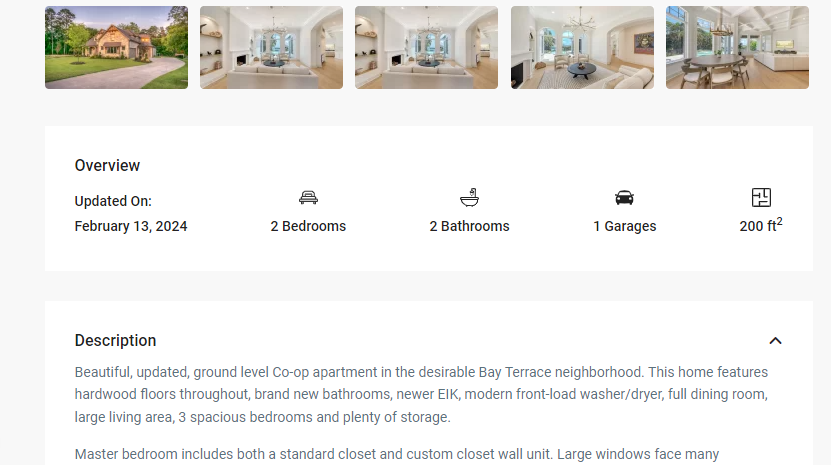 Overview
Updated On:
February 13, 2024
2 Bedrooms
2 Bathrooms
1 Garages
200 ft²
Description
Beautiful, updated, ground level Co-op apartment in the desirable Bay Terrace neighborhood. This home features
hardwood floors throughout, brand new bathrooms, newer EIK, modern front-load washer/dryer, full dining room,
large living area, 3 spacious bedrooms and plenty of storage.
Master bedroom includes both a standard closet and custom closet wall unit. Large windows face many